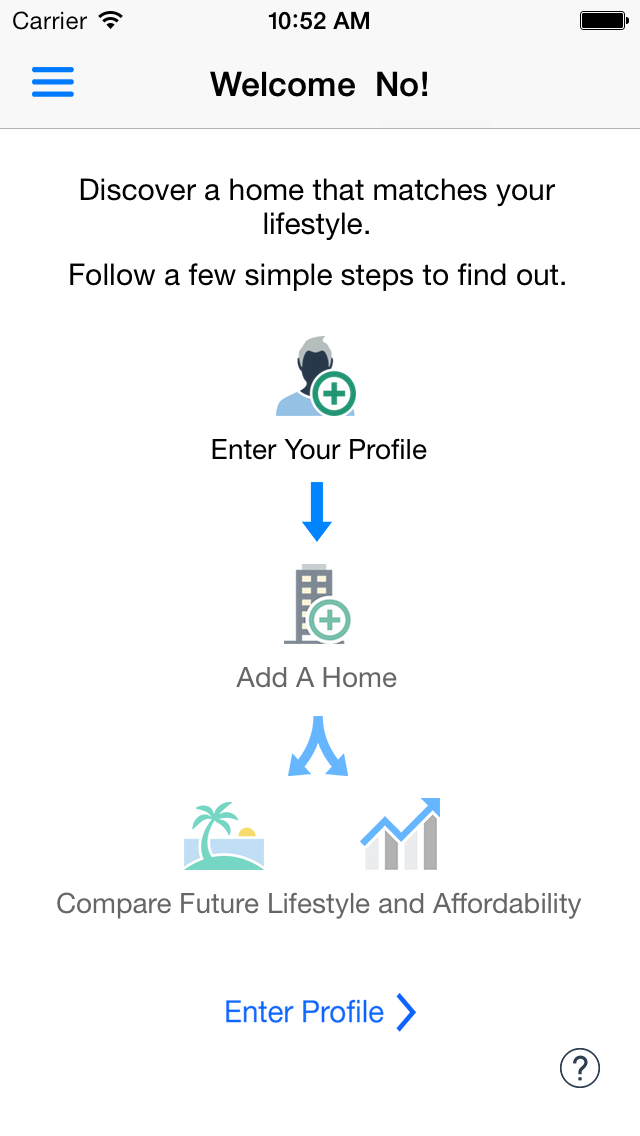 Carrier 10:52 AM
Welcome No!
Discover a home that matches your
lifestyle.
Follow a few simple steps to find out.
Enter Your Profile
Add A Home
Compare Future Lifestyle and Affordability
Enter Profile
?